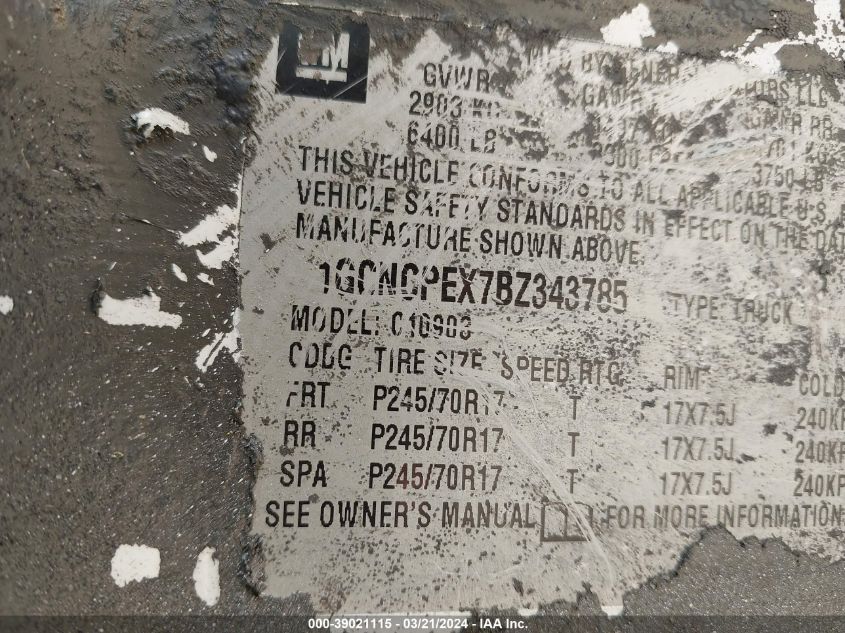 GM
GVWR
2903
6400 LB
3750 LB
THIS VEHICLE CONFORMS TO ALL APPLICABLE U.S.
VEHICLE SAFETY STANDARDS IN EFFECT ON THE DAT
MANUFACTURE SHOWN ABOVE.
1GCNCPEX7BZ343785 TYPE: TRUCK
MODEL: C10903
CODE TIRE SIZE SPEED RTG RIM COLD
FRT P245/70R17 T 17X7.5J 240KP
RR P245/70R17 T 17X7.5J 240KP
SPA P245/70R17 T 17X7.5J 240KP
SEE OWNER'S MANUAL FOR MORE INFORMATION
000-39021115 - 03/21/2024 - IAA Inc.